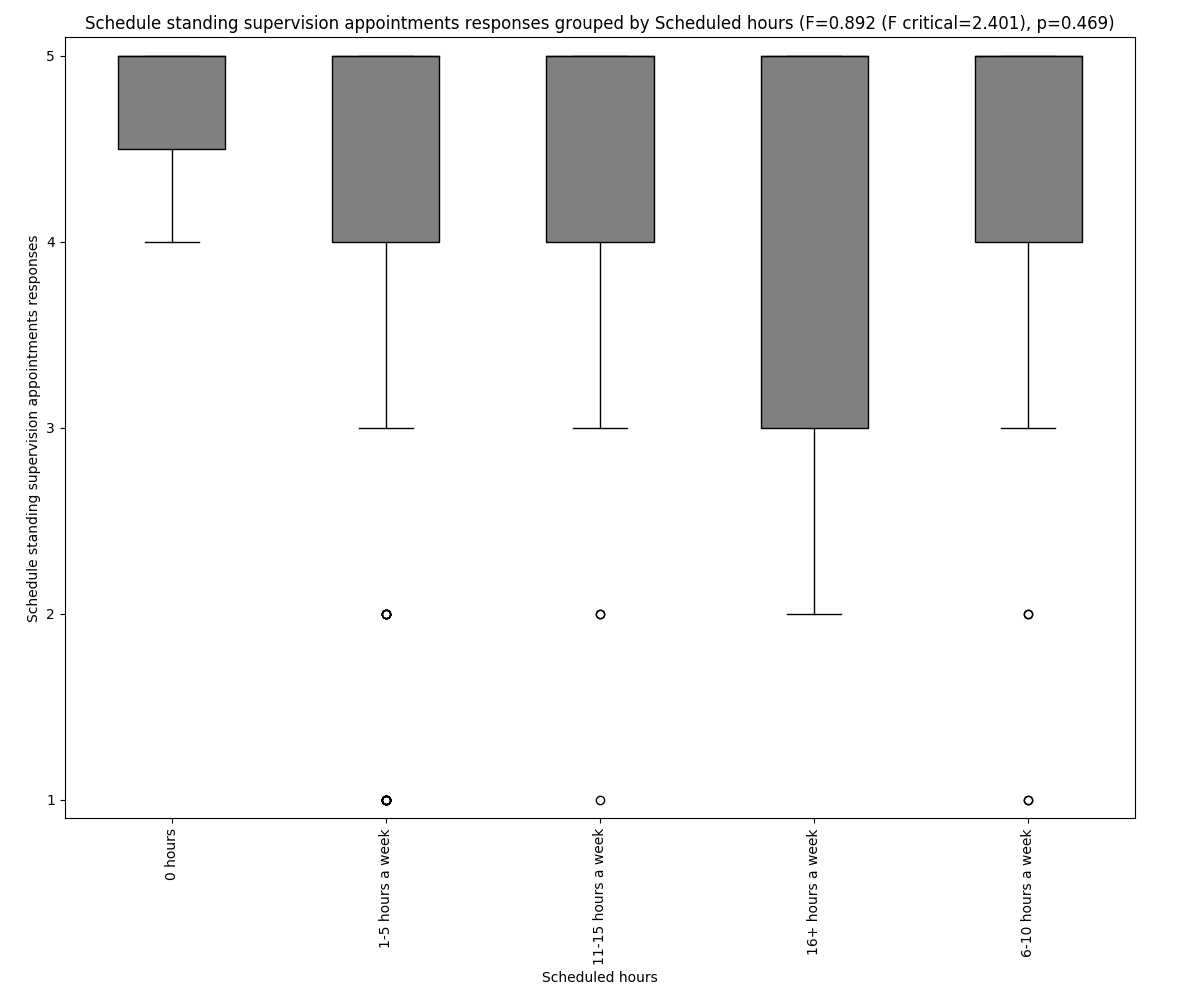 Schedule standing supervision appointments responses grouped by Scheduled hours (F=0.892 (F critical=2.401), p=0.469)
Schedule standing supervision appointments responses
5
4
3
2
1
0 hours
1-5 hours a week
11-15 hours a week
16+ hours a week
6-10 hours a week
Scheduled hours